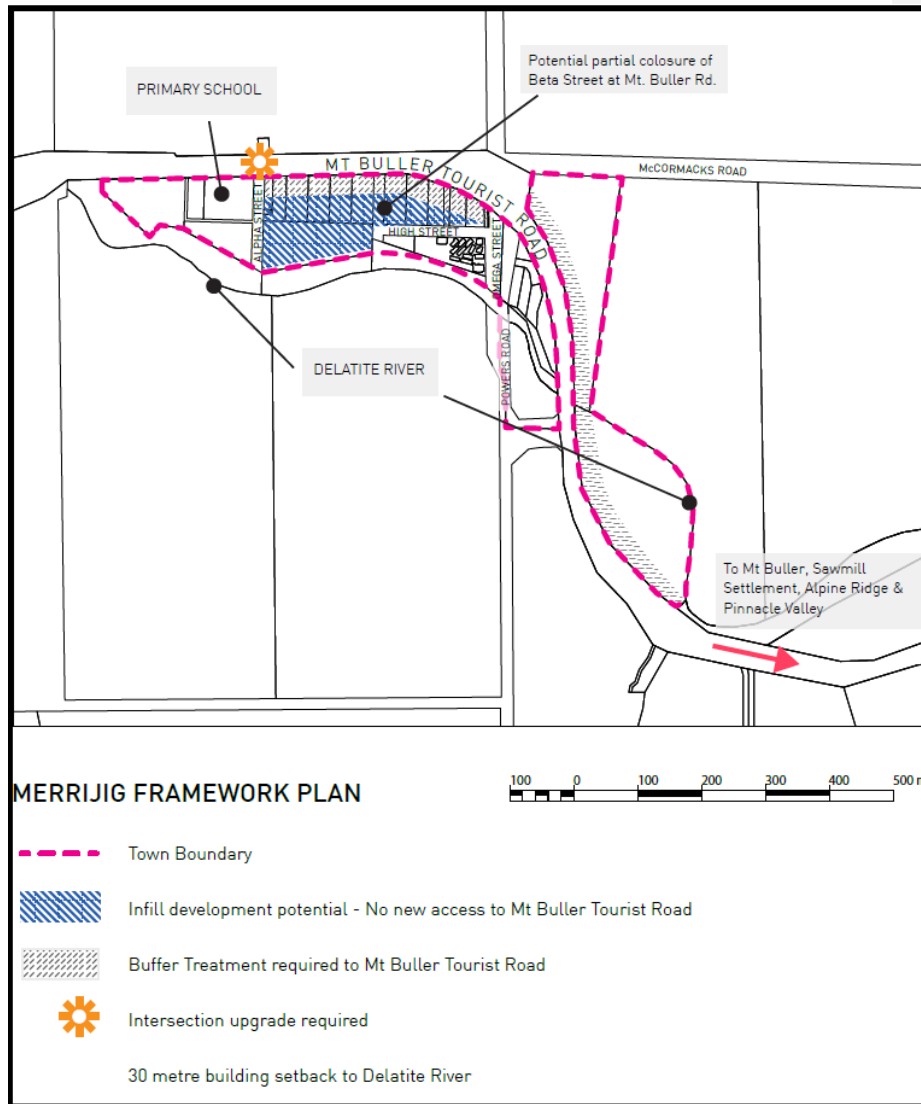 Potential partial colosure of
Beta Street at Mt. Buller Rd.
PRIMARY SCHOOL
MT BULLER TOURIST ROAD
McCORMACKS ROAD
ALPHA STREET
HIGH STREET
OMEGA STREET
DELATITE RIVER
POWERS ROAD
To Mt Buller, Sawmill
Settlement, Alpine Ridge &
Pinnacle Valley
MERRIJIG FRAMEWORK PLAN
100 0 100 200 300 400 500 m
Town Boundary
Infill development potential - No new access to Mt Buller Tourist Road
Buffer Treatment required to Mt Buller Tourist Road
Intersection upgrade required
30 metre building setback to Delatite River